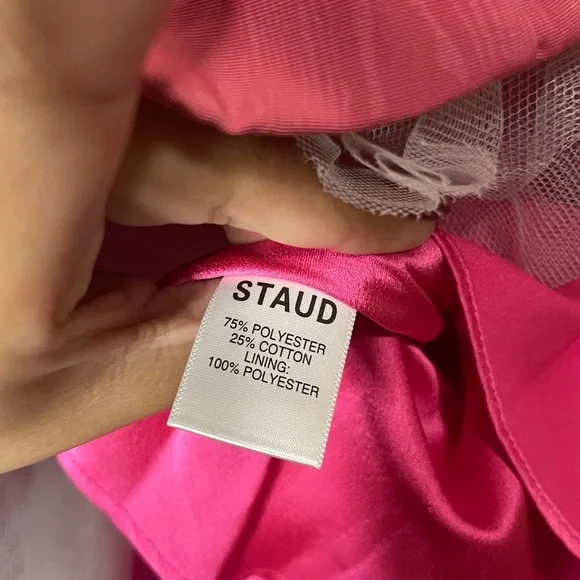 STAUD
75% POLYESTER
25% COTTON
LINING:
100% POLYESTER